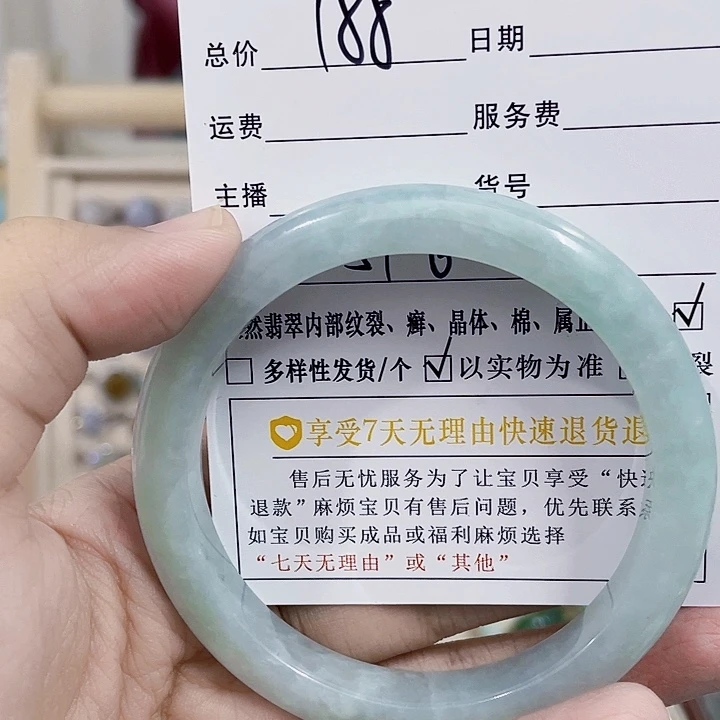 总价 188 日期
运费 服务费
主播 货号
然翡翠内部纹裂、癣、晶体、棉、属正
多样性发货/个 以实物为准 裂
享受7天无理由快速退货退
售后无忧服务为了让宝贝享受“快速
退款”麻烦宝贝有售后问题，优先联系
如宝贝购买成品或福利麻烦选择
“七天无理由”或“其他”